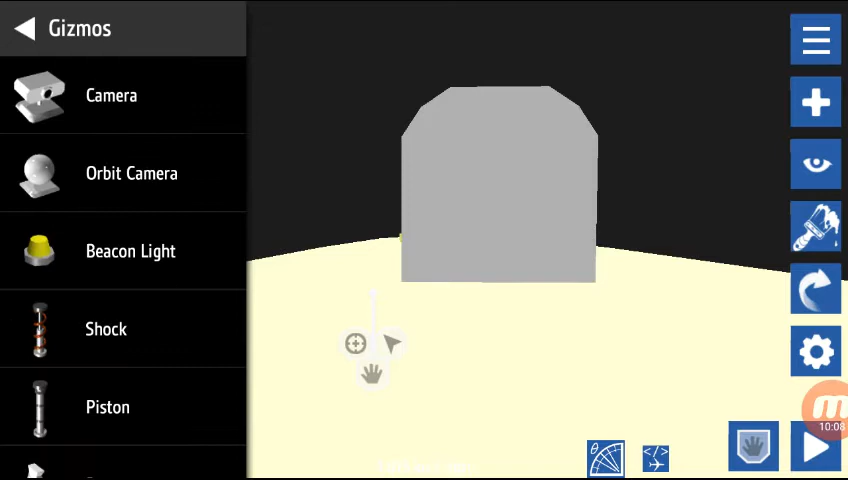 Gizmos
Camera
Orbit Camera
Beacon Light
Shock
Piston
10:08
θ
</>